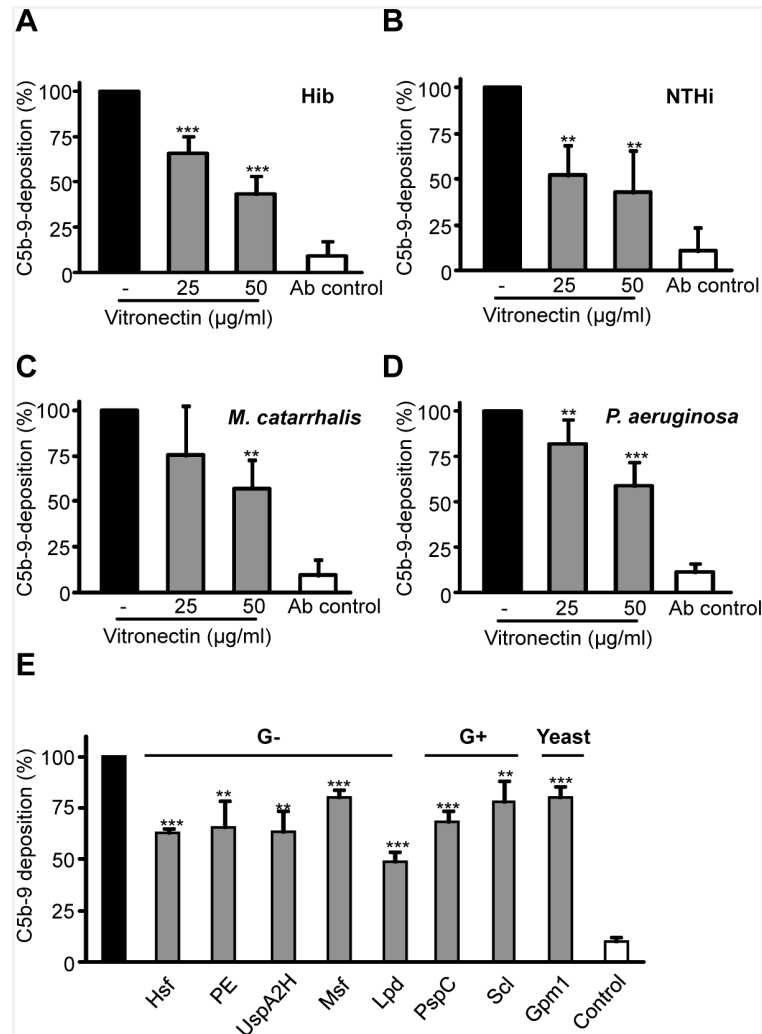 A
C5b-9-deposition (%)
100
75
50
25
0
Hib
***
***
- 25 50 Ab control
Vitronectin (µg/ml)
B
C5b-9-deposition (%)
100
75
50
25
0
NTHi
**
**
- 25 50 Ab control
Vitronectin (µg/ml)
C
C5b-9-deposition (%)
100
75
50
25
0
M. catarrhalis
**
- 25 50 Ab control
Vitronectin (µg/ml)
D
C5b-9-deposition (%)
100
75
50
25
0
P. aeruginosa
**
***
- 25 50 Ab control
Vitronectin (µg/ml)
E
C5b-9 deposition (%)
100
75
50
25
0
G- G+ Yeast
*** ** ** *** *** *** ** ***
Hsf PE UspA2H Msf Lpd PspC Scl Gpm1 Control